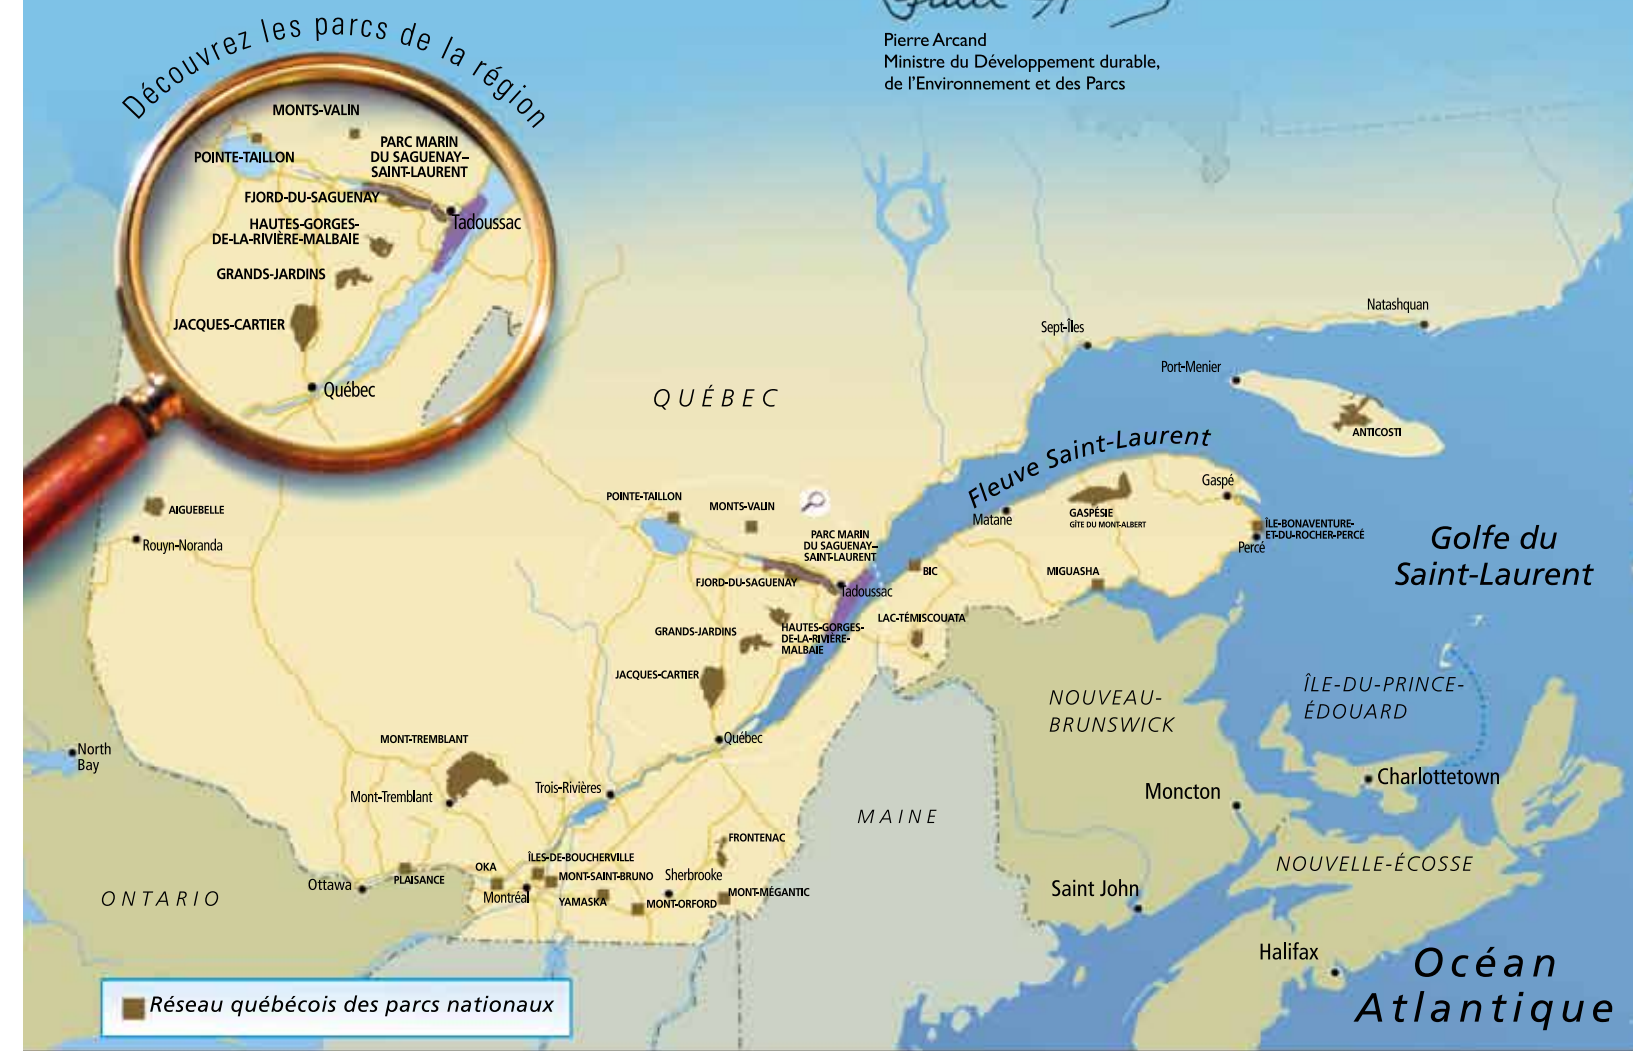 Pierre Arcand
Ministre du Développement durable,
de l'Environnement et des Parcs
Découvrez les parcs de la région
MONTS-VALIN
POINTE-TAILLON
PARC MARIN
DU SAGUENAY–
SAINT-LAURENT
FJORD-DU-SAGUENAY
Tadoussac
HAUTES-GORGES-
DE-LA-RIVIÈRE-MALBAIE
GRANDS-JARDINS
JACQUES-CARTIER
Québec
QUÉBEC
Natashquan
Sept-Îles
Port-Menier
ANTICOSTI
Fleuve Saint-Laurent
Gaspé
Matane
GASPÉSIE
GÎTE DU MONT-ALBERT
ÎLE-BONAVENTURE-
ET-DU-ROCHER-PERCÉ
Percé
Golfe du
Saint-Laurent
AIGUEBELLE
Rouyn-Noranda
POINTE-TAILLON
MONTS-VALIN
PARC MARIN
DU SAGUENAY–
SAINT-LAURENT
FJORD-DU-SAGUENAY
Tadoussac
BIC
MIGUASHA
LAC-TÉMISCOUATA
GRANDS-JARDINS
HAUTES-GORGES-
DE-LA-RIVIÈRE-
MALBAIE
JACQUES-CARTIER
Québec
NOUVEAU-
BRUNSWICK
ÎLE-DU-PRINCE-
ÉDOUARD
North
Bay
MONT-TREMBLANT
Mont-Tremblant
Trois-Rivières
MAINE
Moncton
Charlottetown
FRONTENAC
ÎLES-DE-BOUCHERVILLE
OKA
MONT-SAINT-BRUNO
Sherbrooke
NOUVELLE-ÉCOSSE
Ottawa
PLAISANCE
Montréal
YAMASKA
MONT-ORFORD
MONT-MÉGANTIC
Saint John
ONTARIO
Halifax
Océan
Atlantique
Réseau québécois des parcs nationaux